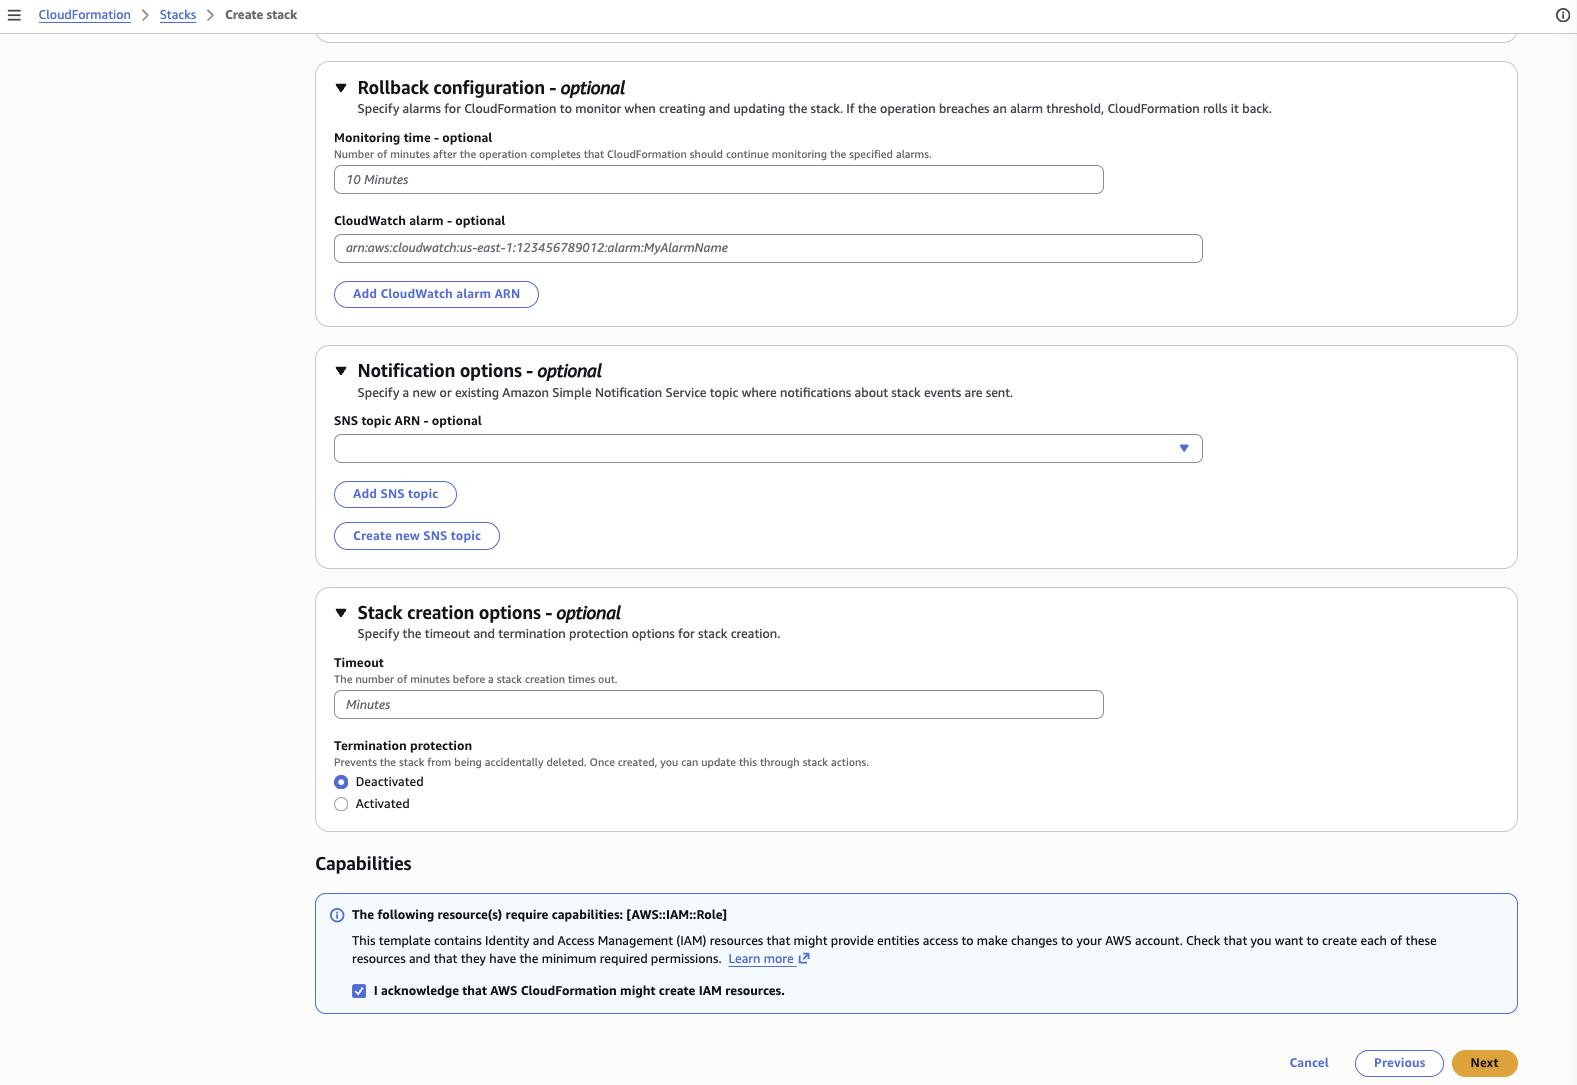 CloudFormation
Stacks
Create stack
Rollback configuration - optional
Specify alarms for CloudFormation to monitor when creating and updating the stack. If the operation breaches an alarm threshold, CloudFormation rolls it back.
Monitoring time - optional
Number of minutes after the operation completes that CloudFormation should continue monitoring the specified alarms.
10 Minutes
CloudWatch alarm - optional
arn:aws:cloudwatch:us-east-1:123456789012:alarm:MyAlarmName
Add CloudWatch alarm ARN
Notification options - optional
Specify a new or existing Amazon Simple Notification Service topic where notifications about stack events are sent.
SNS topic ARN - optional
Add SNS topic
Create new SNS topic
Stack creation options - optional
Specify the timeout and termination protection options for stack creation.
Timeout
The number of minutes before a stack creation times out.
Minutes
Termination protection
Prevents the stack from being accidentally deleted. Once created, you can update this through stack actions.
Deactivated
Activated
Capabilities
The following resource(s) require capabilities: [AWS::IAM::Role]
This template contains Identity and Access Management (IAM) resources that might provide entities access to make changes to your AWS account. Check that you want to create each of these
resources and that they have the minimum required permissions. Learn more
I acknowledge that AWS CloudFormation might create IAM resources.
Cancel
Previous
Next